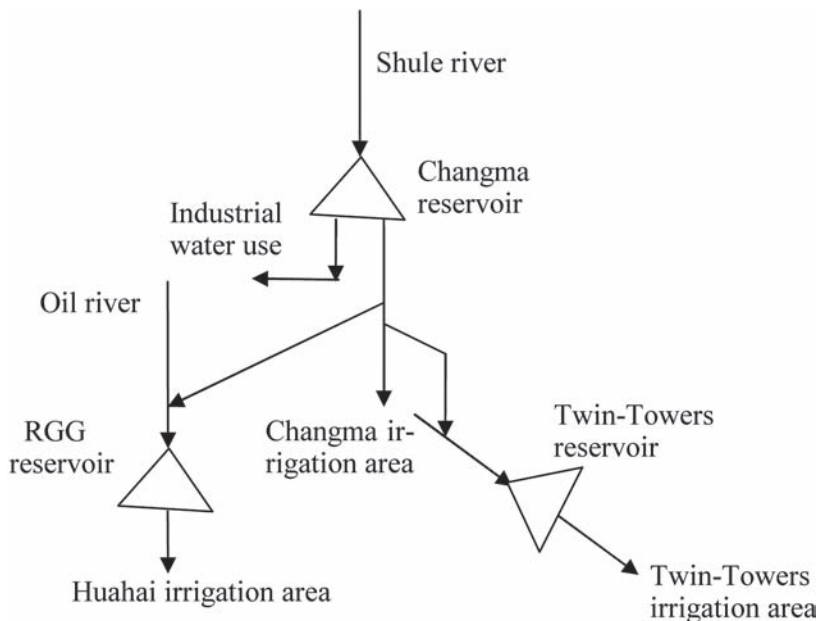 Shule river
Changma
reservoir
Industrial
water use
Oil river
RGG
reservoir
Changma ir-
rigation area
Twin-Towers
reservoir
Huahai irrigation area
Twin-Towers
irrigation area